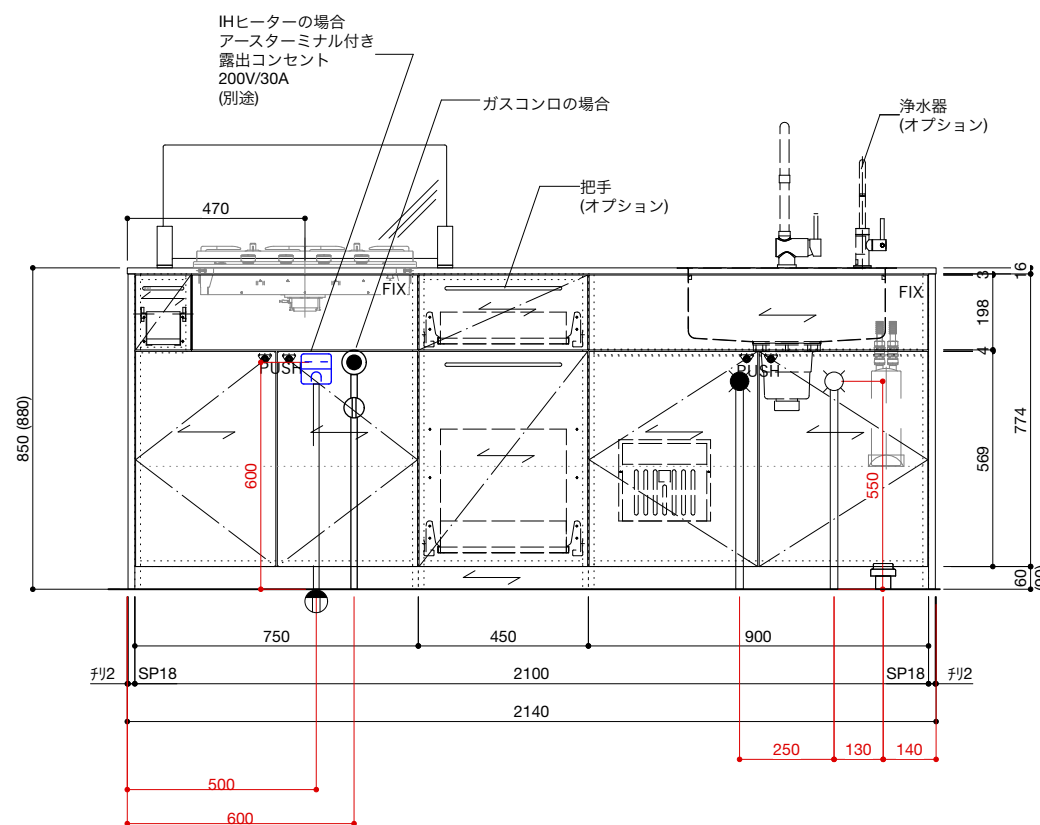 IHヒーターの場合
アースターミナル付き
露出コンセント
200V/30A
(別途)
ガスコンロの場合
浄水器
(オプション)
把手
(オプション)
470
FIX
FIX
16
3
198
4
PUSH
PUSH
850 (880)
600
550
569
774
60
(90)
750
450
900
チリ2
SP18
2100
SP18
チリ2
2140
250
130
140
500
600